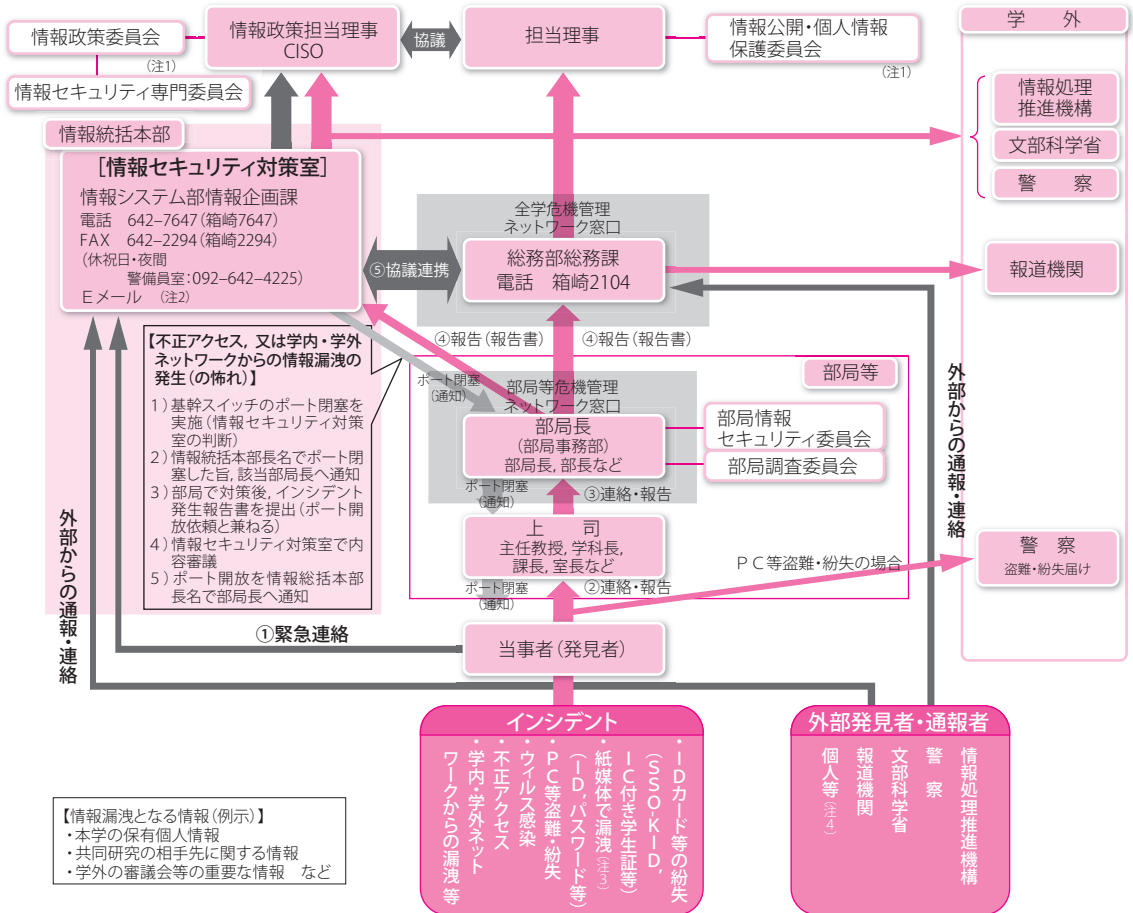 情報政策委員会
(注1)
情報セキュリティ専門委員会
情報政策担当理事
CISO
協議
担当理事
情報公開・個人情報
保護委員会
(注1)
学　外
情報処理
推進機構
文部科学省
警　察
報道機関
警　察
盗難・紛失届け
情報統括本部
［情報セキュリティ対策室］
情報システム部情報企画課
電話　642–7647(箱崎7647)
FAX　642–2294(箱崎2294)
(休祝日・夜間
警備員室:092–642–4225)
Eメール　(注2)
⑤協議連携
全学危機管理
ネットワーク窓口
総務部総務課
電話　箱崎2104
④報告(報告書)
④報告(報告書)
【不正アクセス, 又は学内・学外
ネットワークからの情報漏洩の
発生(の怖れ)】
1)基幹スイッチのポート閉塞を
実施(情報セキュリティ対策
室の判断)
2)情報統括本部長名でポート閉
塞した旨, 該当部局長へ通知
3)部局で対策後, インシデント
発生報告書を提出(ポート開
放依頼と兼ねる)
4)情報セキュリティ対策室で内
容審議
5)ポート開放を情報総括本部
長名で部局長へ通知
ポート閉塞
(通知)
部局等
部局等危機管理
ネットワーク窓口
部局長
(部局事務部)
部局長, 部長など
部局情報
セキュリティ委員会
部局調査委員会
ポート閉塞
(通知)
③連絡・報告
上　司
主任教授, 学科長,
課長, 室長など
ポート閉塞
(通知)
②連絡・報告
PC等盗難・紛失の場合
当事者(発見者)
①緊急連絡
外部からの通報・連絡
外部からの通報・連絡
インシデント
・IDカード等の紛失
(SSO-KID,
IC付き学生証等)
・紙媒体で漏洩(注3)
(ID,パスワード等)
・PC等盗難・紛失
・ウィルス感染
・不正アクセス
・学内・学外ネット
ワークからの漏洩 等
外部発見者・通報者
情報処理推進機構
警　察
文部科学省
報道機関
個人等(注4)
【情報漏洩となる情報(例示)】
・本学の保有個人情報
・共同研究の相手先に関する情報
・学外の審議会等の重要な情報　など